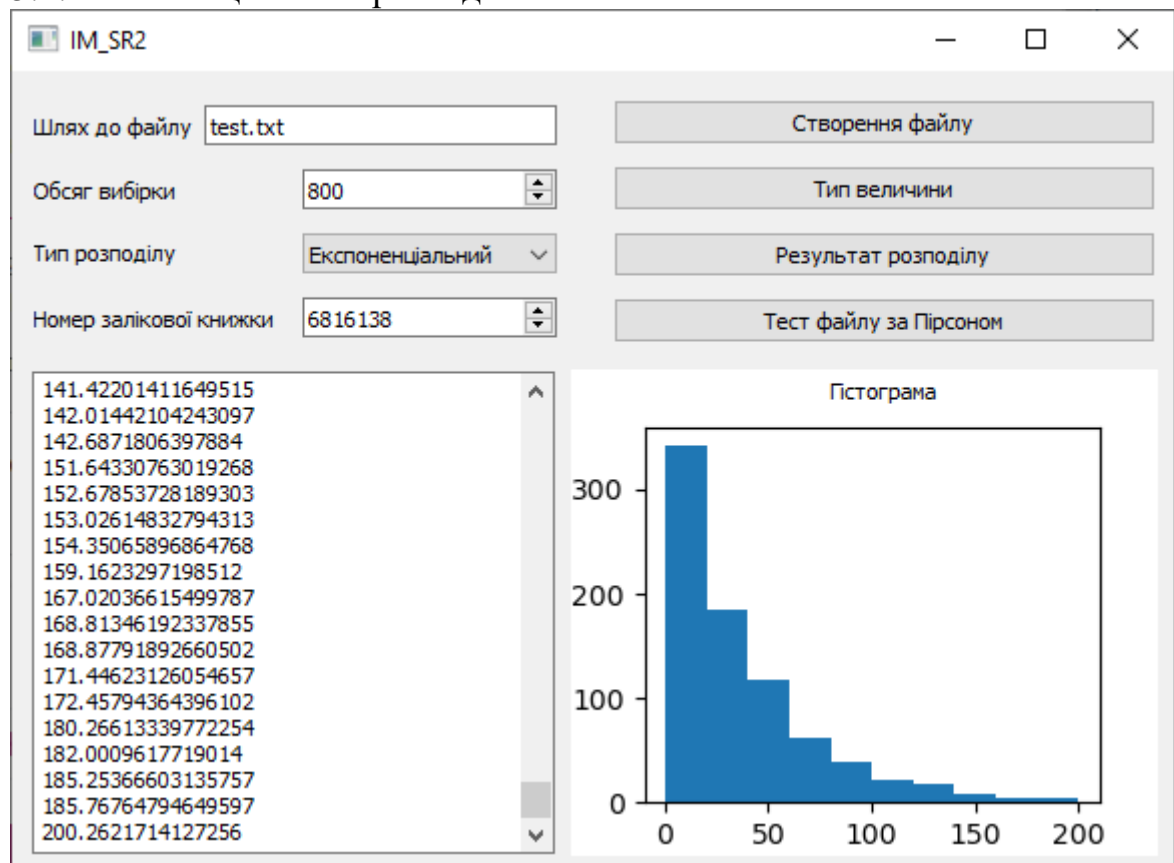 IM_SR2
Шлях до файлу test.txt
Створення файлу
Обсяг вибірки 800
Тип величини
Тип розподілу Експоненціальний
Результат розподілу
Номер залікової книжки 6816138
Тест файлу за Пірсоном
141.42201411649515
142.01442104243097
142.6871806397884
151.64330763019268
152.67853728189303
153.02614832794313
154.35065896864768
159.1623297198512
167.02036615499787
168.81346192337855
168.87791892660502
171.44623126054657
172.45794364396102
180.26613339772254
182.0009617719014
185.25366603135757
185.76764794649597
200.2621714127256
Гістограма
300
200
100
0
0 50 100 150 200